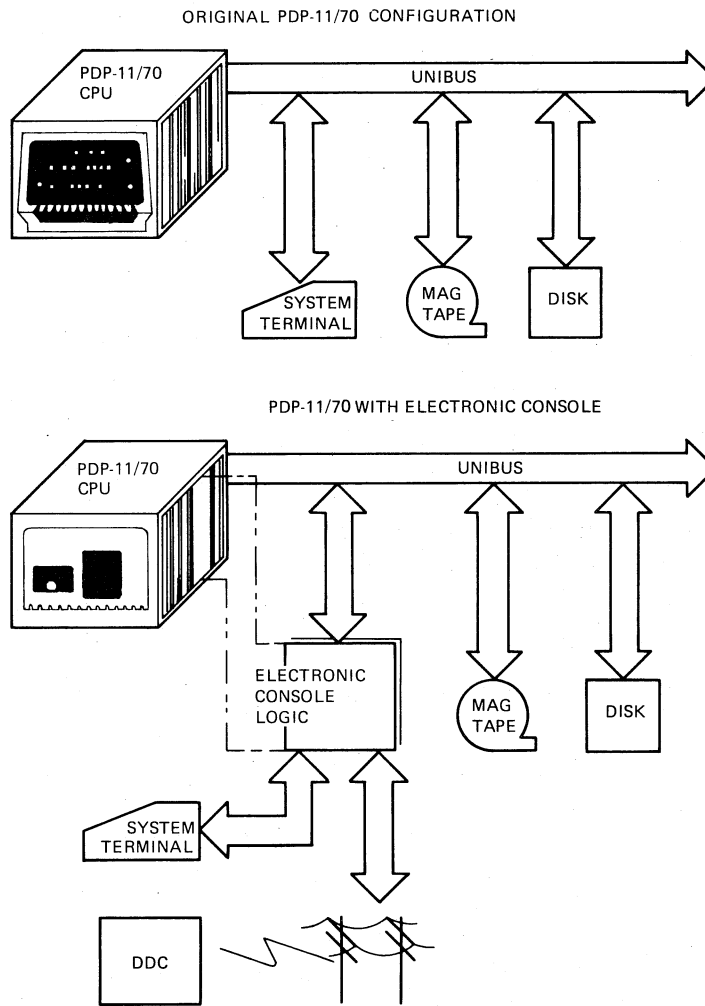 ORIGINAL PDP-11/70 CONFIGURATION
PDP-11/70
CPU
UNIBUS
SYSTEM
TERMINAL
MAG
TAPE
DISK
PDP-11/70 WITH ELECTRONIC CONSOLE
PDP-11/70
CPU
UNIBUS
ELECTRONIC
CONSOLE
LOGIC
MAG
TAPE
DISK
SYSTEM
TERMINAL
DDC